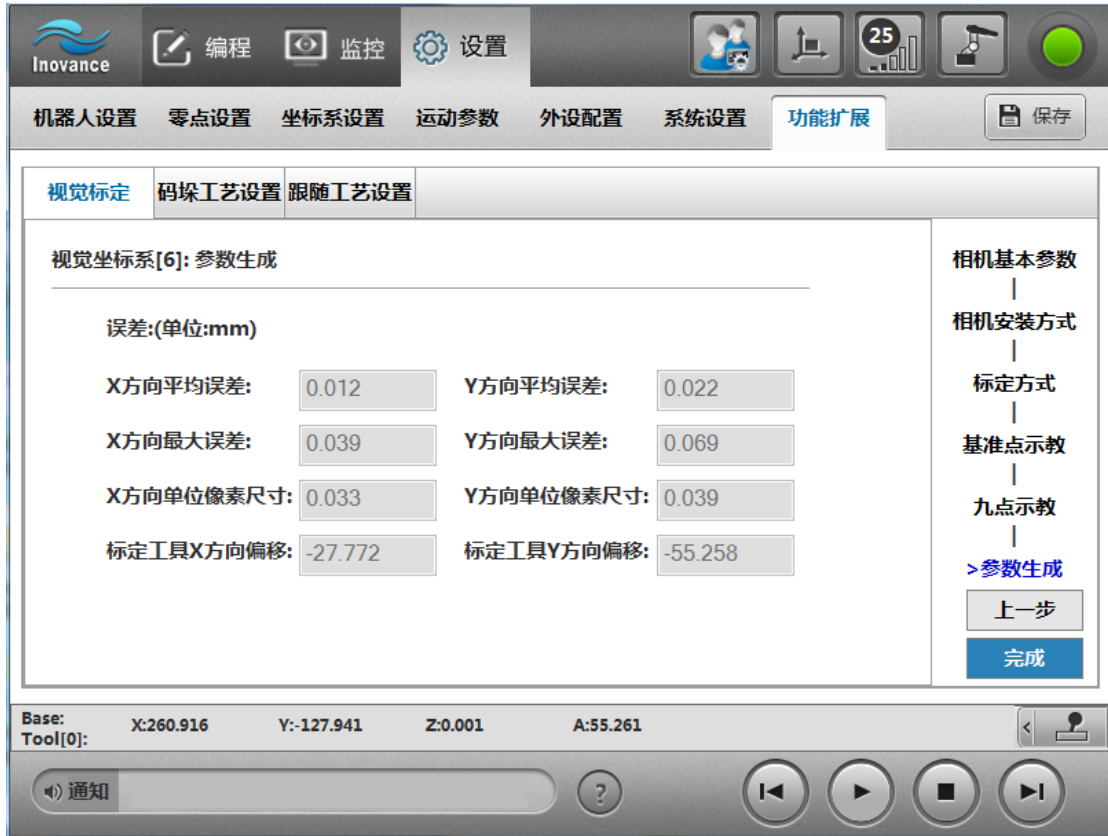 Inovance
编程
监控
设置
25
机器人设置 零点设置 坐标系设置 运动参数 外设配置 系统设置 功能扩展 保存
视觉标定 码垛工艺设置 跟随工艺设置
视觉坐标系[6]: 参数生成
误差:(单位:mm)
X方向平均误差: 0.012 Y方向平均误差: 0.022
X方向最大误差: 0.039 Y方向最大误差: 0.069
X方向单位像素尺寸: 0.033 Y方向单位像素尺寸: 0.039
标定工具X方向偏移: -27.772 标定工具Y方向偏移: -55.258
相机基本参数
|
相机安装方式
|
标定方式
|
基准点示教
|
九点示教
|
>参数生成
上一步
完成
Base:
Tool[0]:
X:260.916 Y:-127.941 Z:0.001 A:55.261
<
通知
?